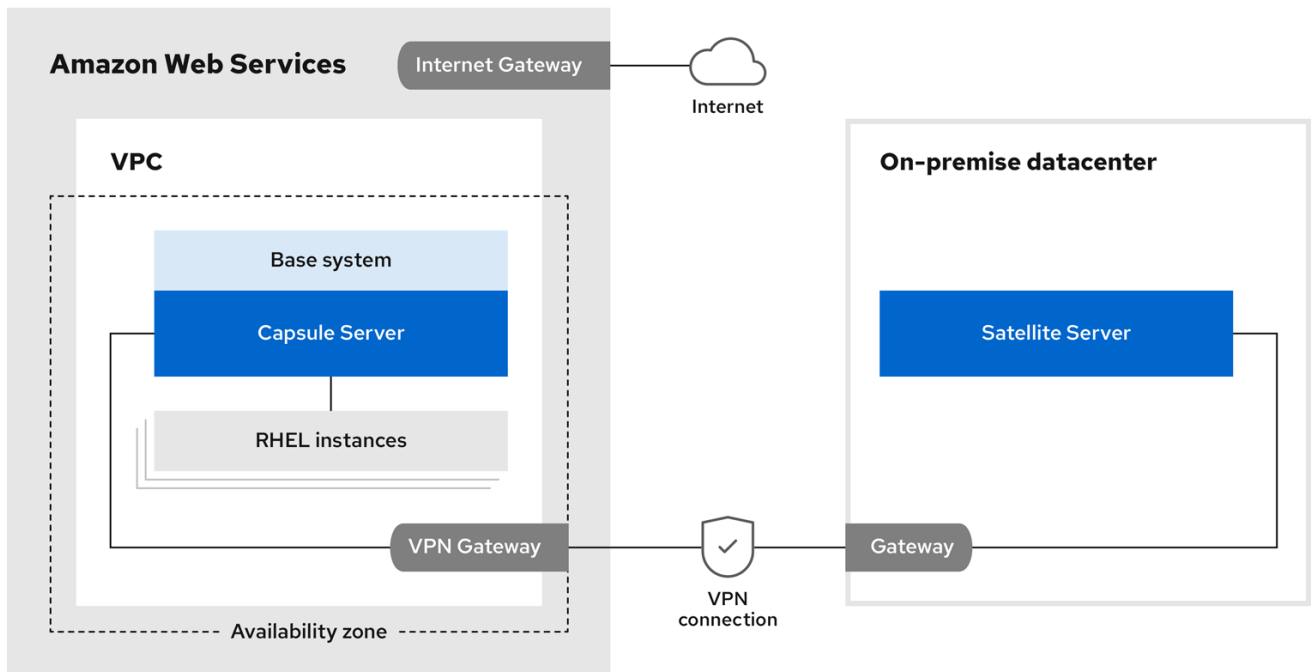 Amazon Web Services
Internet Gateway
Internet
VPC
On-premise datacenter
Base system
Capsule Server
Satellite Server
RHEL instances
VPN Gateway
Gateway
VPN
connection
Availability zone